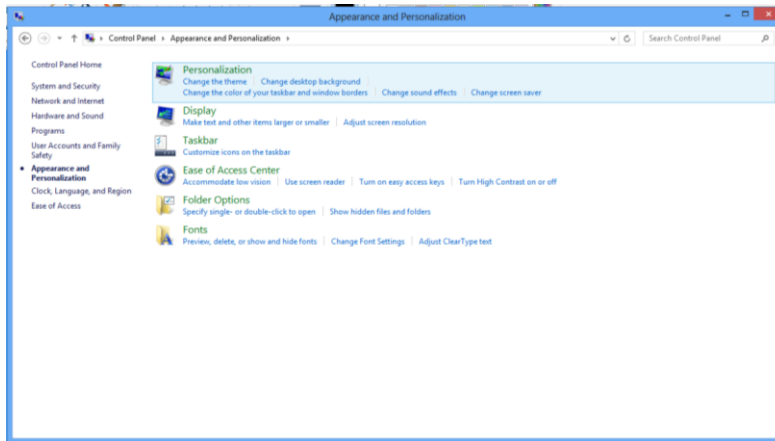 Appearance and Personalization
Control Panel
Appearance and Personalization
Search Control Panel
Control Panel Home
System and Security
Network and Internet
Hardware and Sound
Programs
User Accounts and Family
Safety
Appearance and
Personalization
Clock, Language, and Region
Ease of Access
Personalization
Change the theme
Change desktop background
Change the color of your taskbar and window borders
Change sound effects
Change screen saver
Display
Make text and other items larger or smaller
Adjust screen resolution
Taskbar
Customize icons on the taskbar
Ease of Access Center
Accommodate low vision
Use screen reader
Turn on easy access keys
Turn High Contrast on or off
Folder Options
Specify single- or double-click to open
Show hidden files and folders
Fonts
Preview, delete, or show and hide fonts
Change Font Settings
Adjust ClearType text